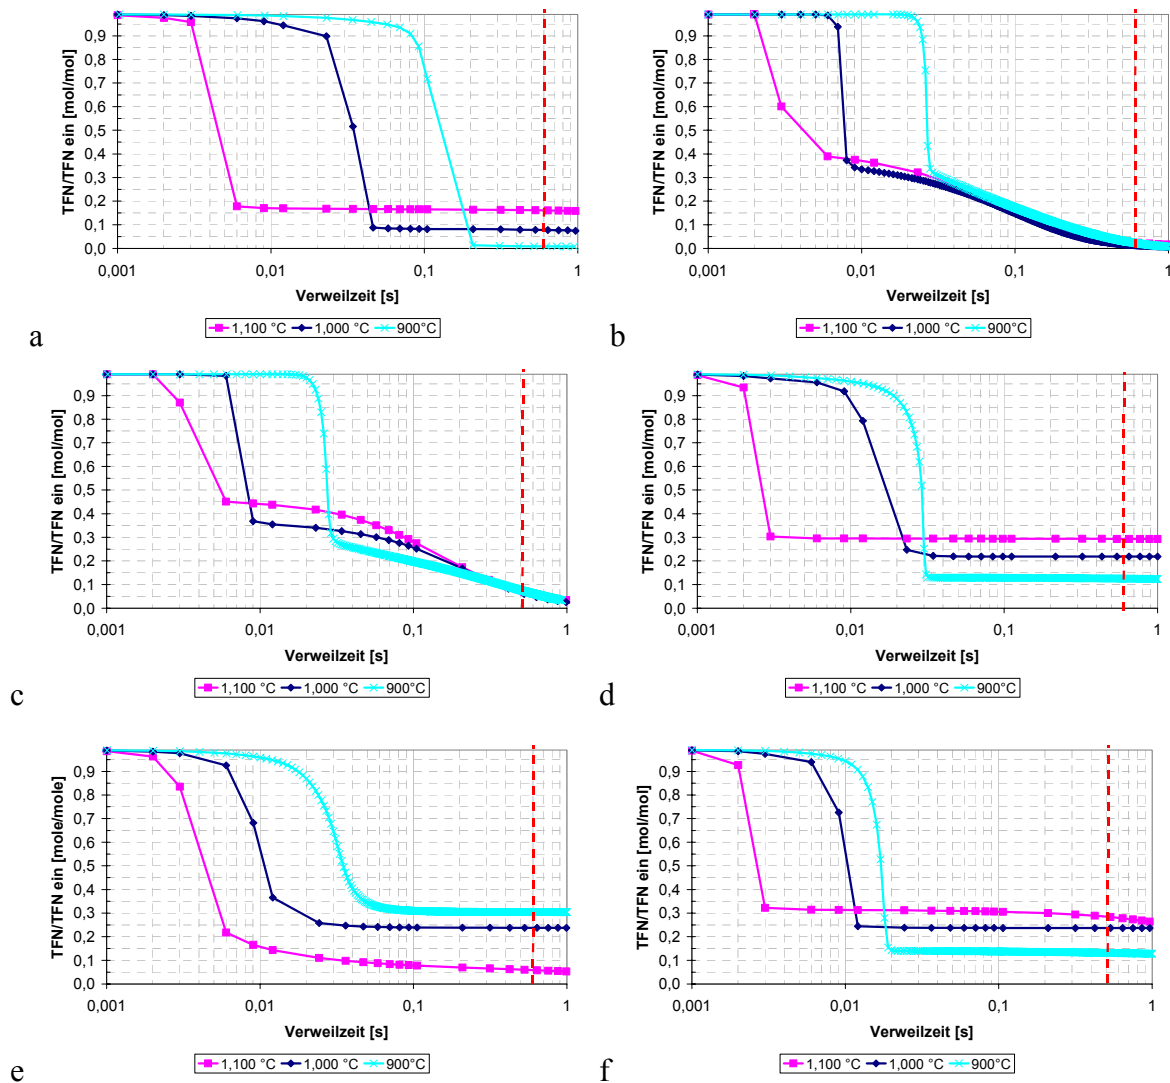 TFN/TFN ein [mol/mol]
0,9
0,8
0,7
0,6
0,5
0,4
0,3
0,2
0,1
0,0
0,001 0,01 0,1 1
Verweilzeit [s]
1,100 °C 1,000 °C 900°C
a
TFN/TFN ein [mol/mol]
0,9
0,8
0,7
0,6
0,5
0,4
0,3
0,2
0,1
0,0
0,001 0,01 0,1 1
Verweilzeit [s]
1,100 °C 1,000 °C 900°C
b
TFN/TFN ein [mol/mol]
0,9
0,8
0,7
0,6
0,5
0,4
0,3
0,2
0,1
0,0
0,001 0,01 0,1 1
Verweilzeit [s]
1,100 °C 1,000 °C 900°C
c
TFN/TFN ein [mol/mol]
0,9
0,8
0,7
0,6
0,5
0,4
0,3
0,2
0,1
0,0
0,001 0,01 0,1 1
Verweilzeit [s]
1,100 °C 1,000 °C 900°C
d
TFN/TFN ein [mole/mole]
0,9
0,8
0,7
0,6
0,5
0,4
0,3
0,2
0,1
0,0
0,001 0,01 0,1 1
Verweilzeit [s]
1,100 °C 1,000 °C 900°C
e
TFN/TFN ein [mol/mol]
0,9
0,8
0,7
0,6
0,5
0,4
0,3
0,2
0,1
0,0
0,001 0,01 0,1 1
Verweilzeit [s]
1,100 °C 1,000 °C 900°C
f